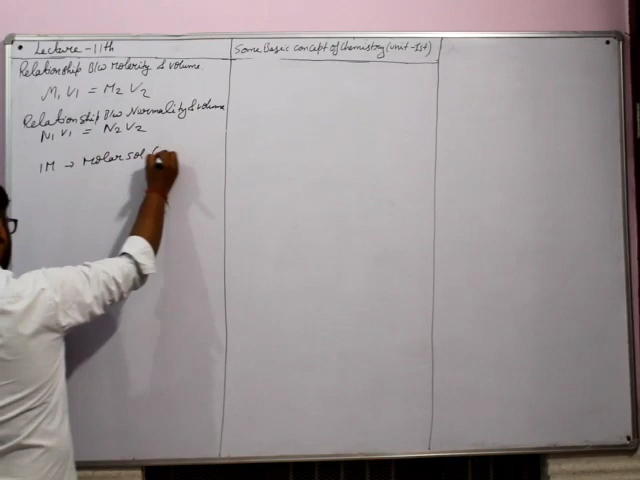 Lecture - 11th
Some Basic concept of Chemistry (unit-Ist)
Relationship B/w Molarity & volume.
M1 V1 = M2 V2
Relationship B/w Normality & volume
N1 V1 = N2 V2
1M → Molar sol